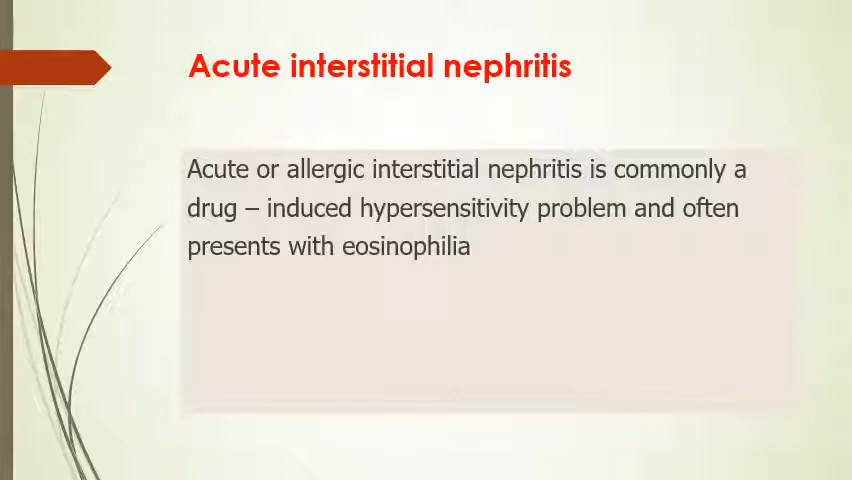 Acute interstitial nephritis
Acute or allergic interstitial nephritis is commonly a
drug – induced hypersensitivity problem and often
presents with eosinophilia